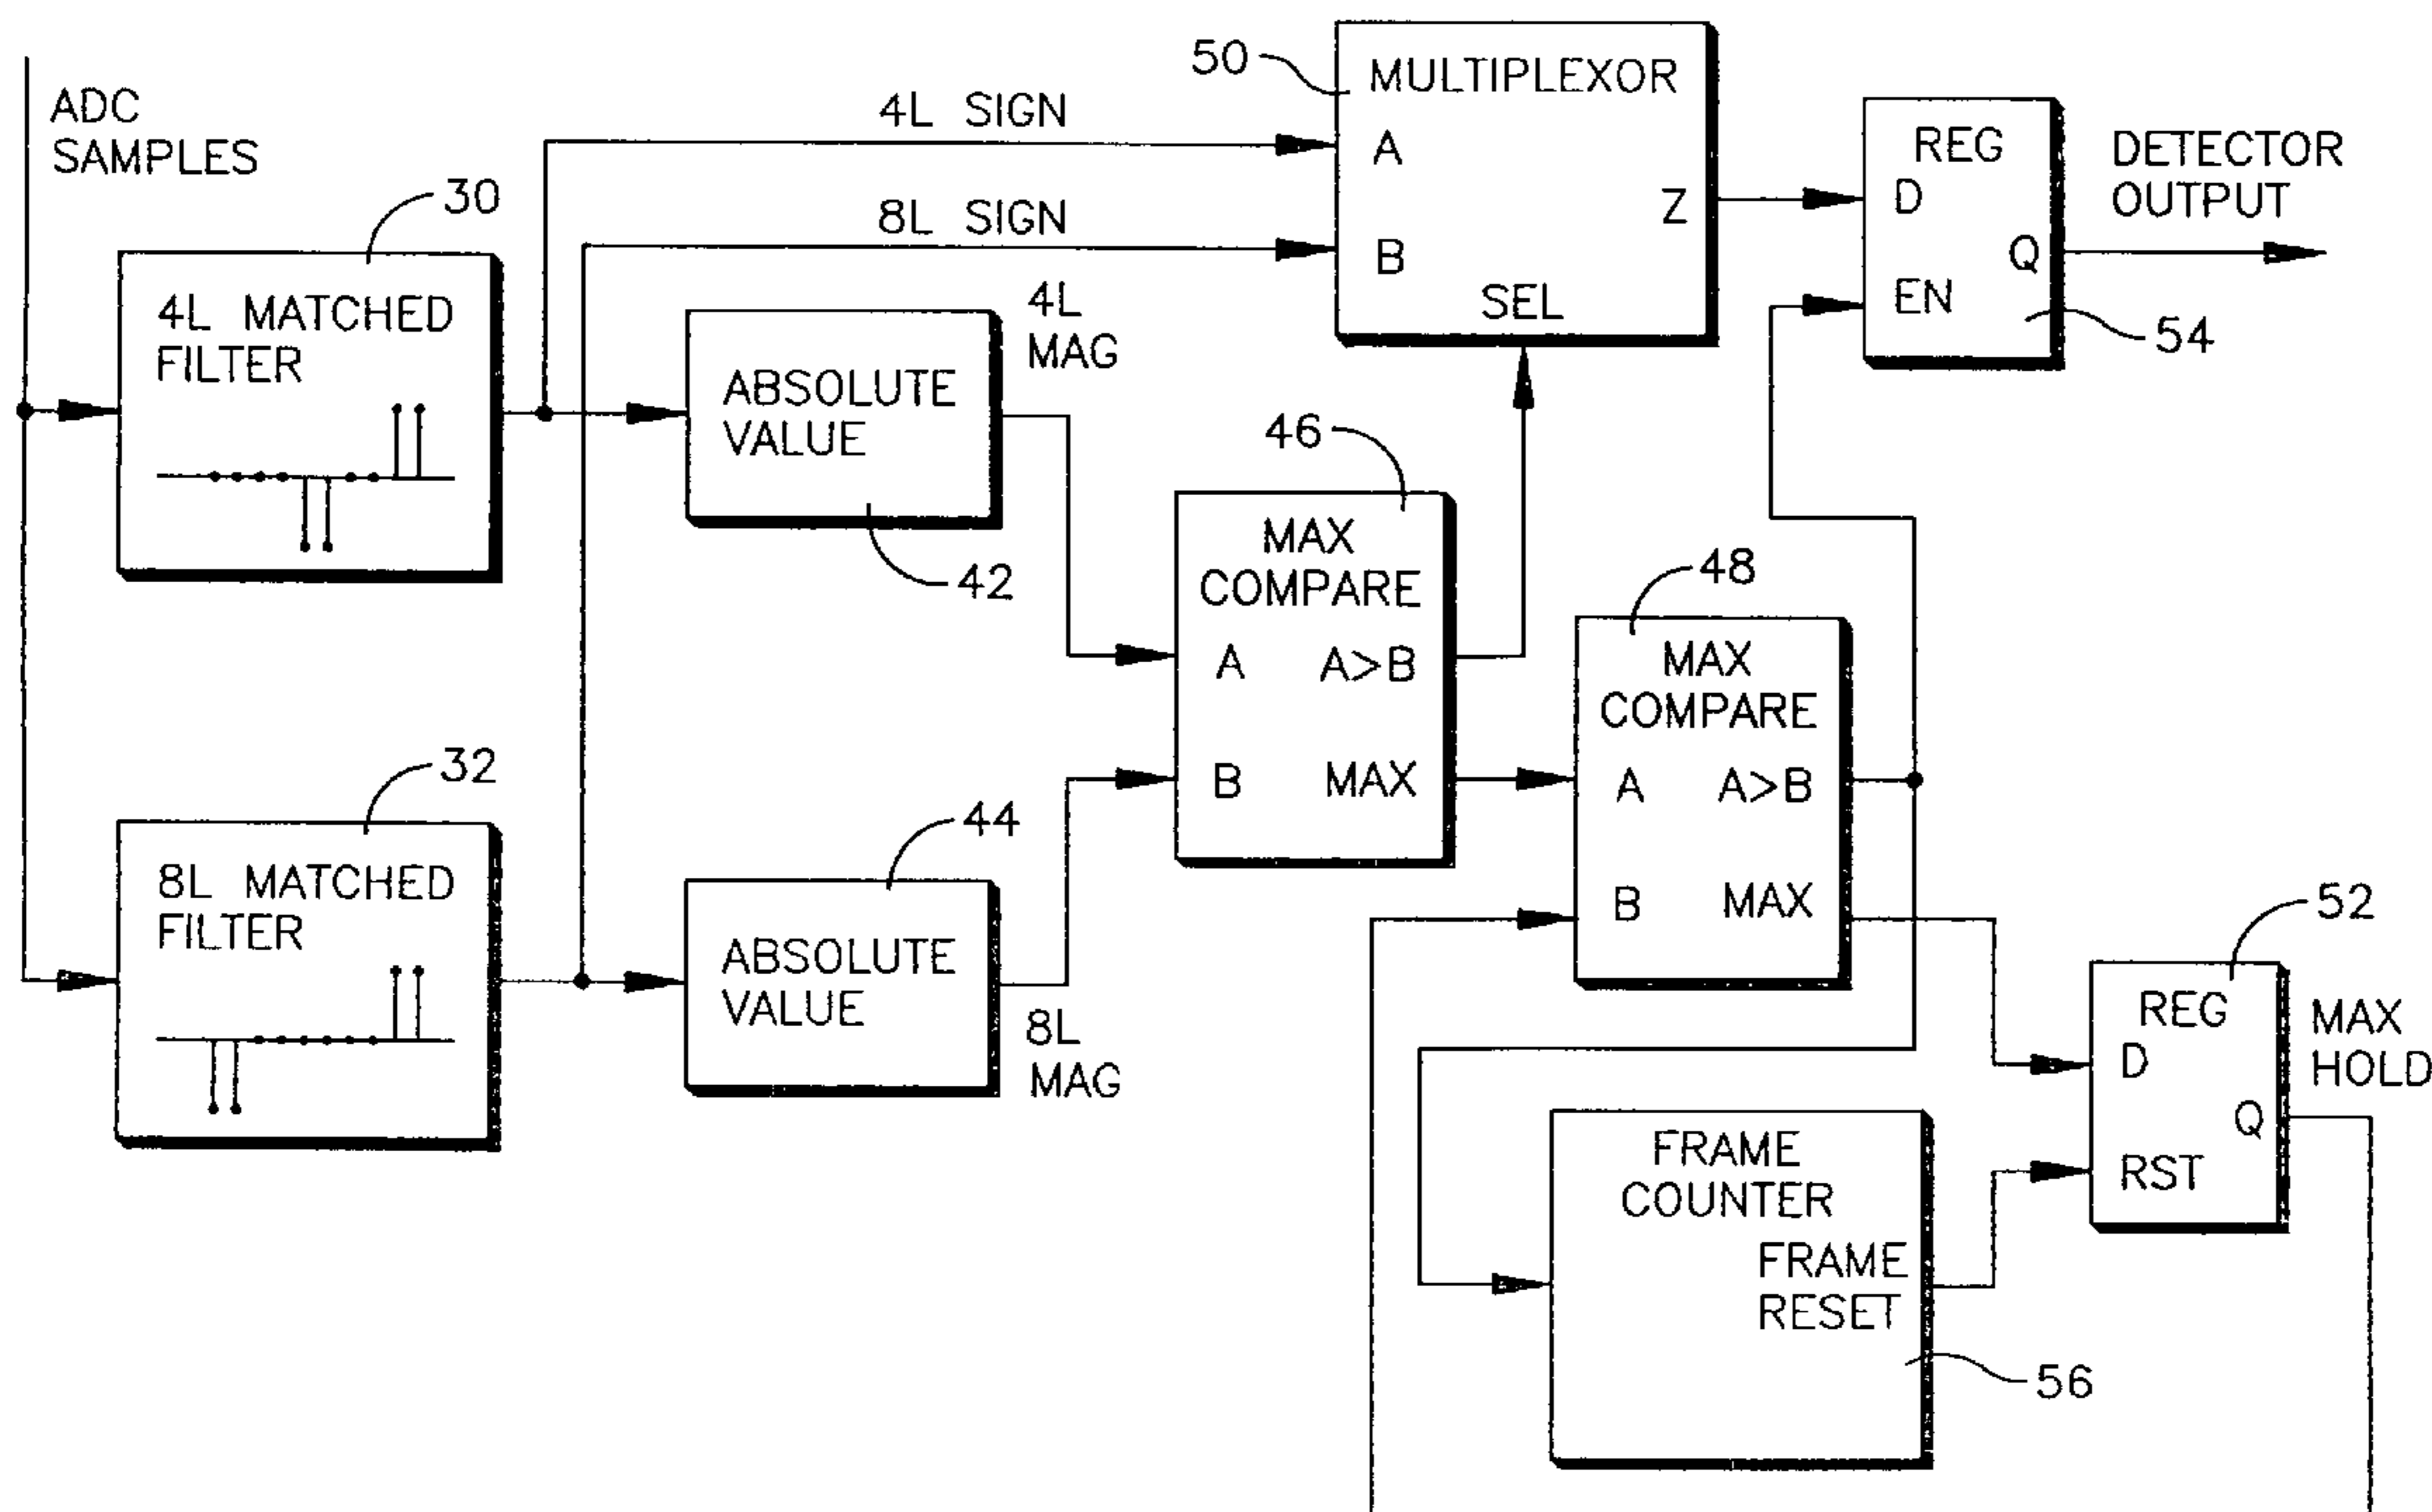 ADC
SAMPLES
30
4L MATCHED
FILTER
32
8L MATCHED
FILTER
4L SIGN
8L SIGN
4L
MAG
ABSOLUTE
VALUE
42
44
ABSOLUTE
VALUE
8L
MAG
50
MULTIPLEXOR
A
B
Z
SEL
46
MAX
COMPARE
A A>B
B MAX
48
MAX
COMPARE
A A>B
B MAX
REG
D
Q
EN
54
DETECTOR
OUTPUT
52
REG
D
Q
RST
MAX
HOLD
FRAME
COUNTER
FRAME
RESET
56